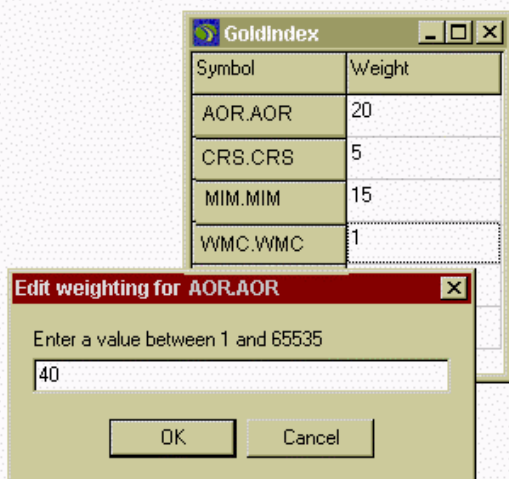 GoldIndex
Symbol Weight
AOR.AOR 20
CRS.CRS 5
MIM.MIM 15
WMC.WMC 1
Edit weighting for AOR.AOR
Enter a value between 1 and 65535
40
OK Cancel